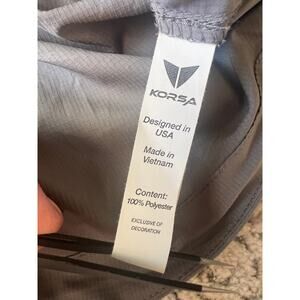 KORSA
Designed in
USA
Made in
Vietnam
Content:
100% Polyester
EXCLUSIVE OF
DECORATION